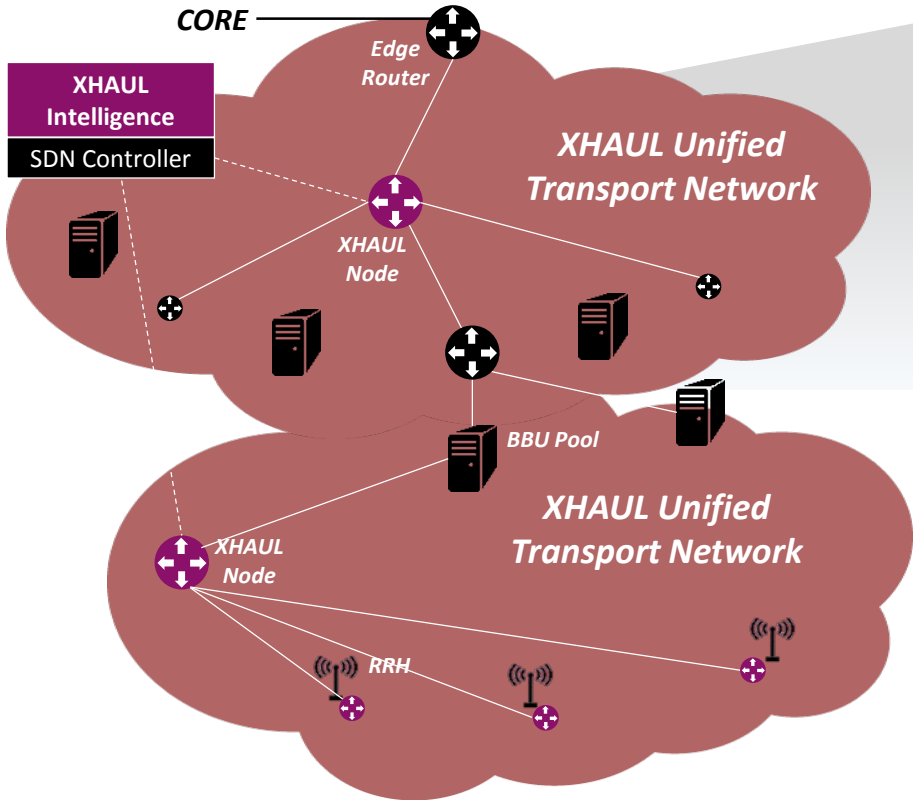 CORE
Edge
Router
XHAUL
Intelligence
SDN Controller
XHAUL Unified
Transport Network
XHAUL
Node
BBU Pool
XHAUL Unified
Transport Network
XHAUL
Node
RRH